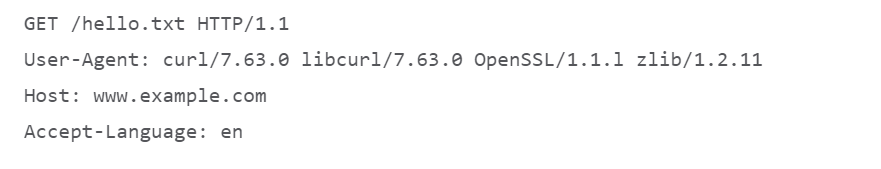 GET /hello.txt HTTP/1.1
User-Agent: curl/7.63.0 libcurl/7.63.0 OpenSSL/1.1.l zlib/1.2.11
Host: www.example.com
Accept-Language: en